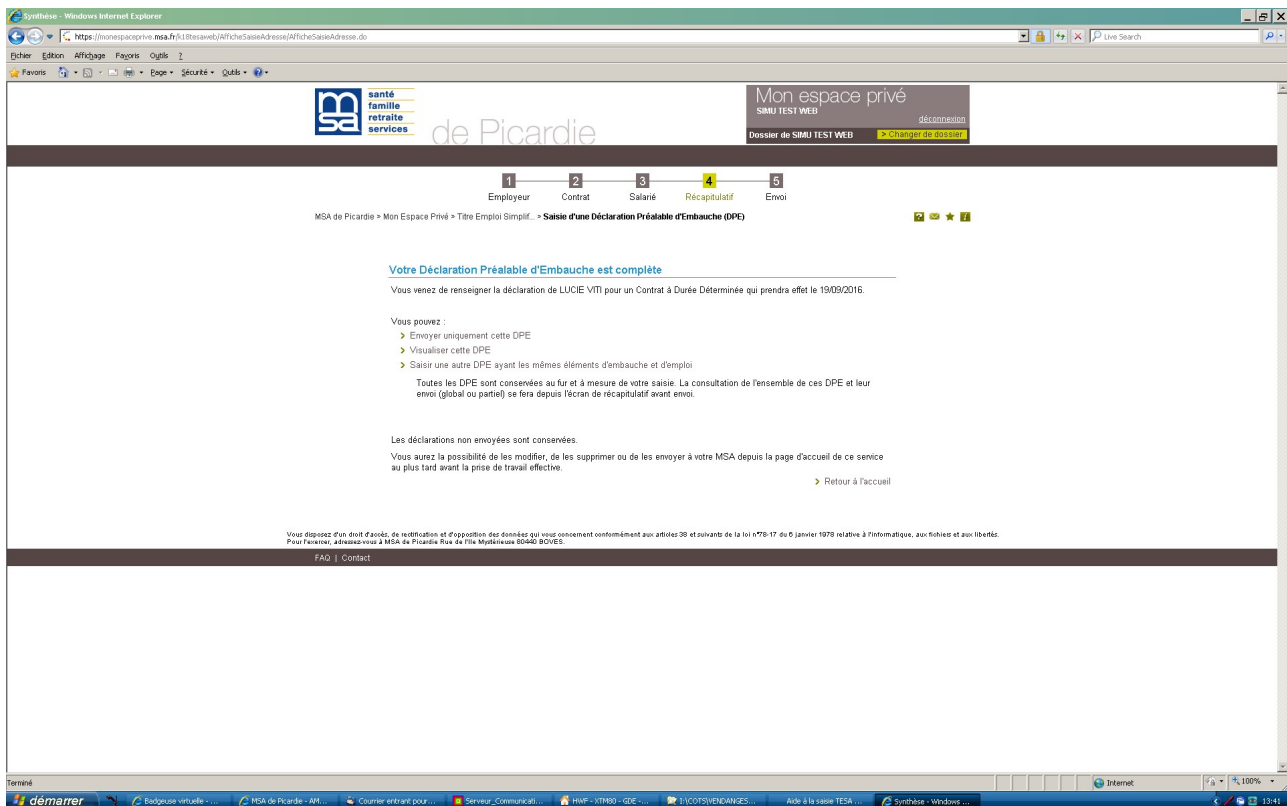 Synthèse - Windows Internet Explorer
https://monespaceprive.msa.fr/k18tesaweb/AfficheSaisieAdresse/AfficheSaisieAdresse.do
Live Search
Fichier Edition Affichage Favoris Outils ?
Favoris Page Sécurité Outils
msa
santé
famille
retraite
services
de Picardie
Mon espace privé
SIMU TEST WEB
déconnexion
Dossier de SIMU TEST WEB > Changer de dossier
1 2 3 4 5
Employeur Contrat Salarié Récapitulatif Envoi
MSA de Picardie > Mon Espace Privé > Titre Emploi Simplif... > Saisie d'une Déclaration Préalable d'Embauche (DPE)
Votre Déclaration Préalable d'Embauche est complète
Vous venez de renseigner la déclaration de LUCIE VITI pour un Contrat à Durée Déterminée qui prendra effet le 19/09/2016.
Vous pouvez :
> Envoyer uniquement cette DPE
> Visualiser cette DPE
> Saisir une autre DPE ayant les mêmes éléments d'embauche et d'emploi
Toutes les DPE sont conservées au fur et à mesure de votre saisie. La consultation de l'ensemble de ces DPE et leur
envoi (global ou partiel) se fera depuis l'écran de récapitulatif avant envoi.
Les déclarations non envoyées sont conservées.
Vous aurez la possibilité de les modifier, de les supprimer ou de les envoyer à votre MSA depuis la page d'accueil de ce service
au plus tard avant la prise de travail effective.
> Retour à l'accueil
Vous disposez d'un droit d'accès, de rectification et d'opposition des données qui vous concernent conformément aux articles 38 et suivants de la loi n°78-17 du 6 janvier 1978 relative à l'informatique, aux fichiers et aux libertés.
Pour l'exercer, adressez-vous à MSA de Picardie Rue de l'Ile Mystérieuse 80440 BOVES.
FAQ | Contact
Terminé
Internet
100%
démarrer
Badgeuse virtuelle - ...
MSA de Picardie - AM...
Courrier entrant pour...
Serveur_Communicati...
HWF - XTM80 - GDE -...
I:\COTS\VENDANGES...
Aide à la saisie TESA ...
Synthèse - Windows ...
13:41